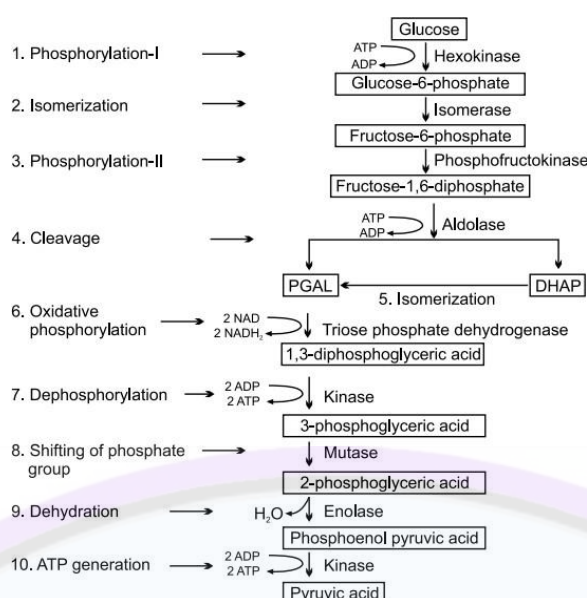 Glucose
1. Phosphorylation-I
ATP
ADP
Hexokinase
Glucose-6-phosphate
2. Isomerization
Isomerase
Fructose-6-phosphate
3. Phosphorylation-II
Phosphofructokinase
Fructose-1,6-diphosphate
ATP
ADP
Aldolase
4. Cleavage
PGAL
DHAP
5. Isomerization
6. Oxidative
phosphorylation
2 NAD
2 NADH₂
Triose phosphate dehydrogenase
1,3-diphosphoglyceric acid
7. Dephosphorylation
2 ADP
2 ATP
Kinase
3-phosphoglyceric acid
8. Shifting of phosphate
group
Mutase
2-phosphoglyceric acid
9. Dehydration
H₂O
Enolase
Phosphoenol pyruvic acid
10. ATP generation
2 ADP
2 ATP
Kinase
Pyruvic acid